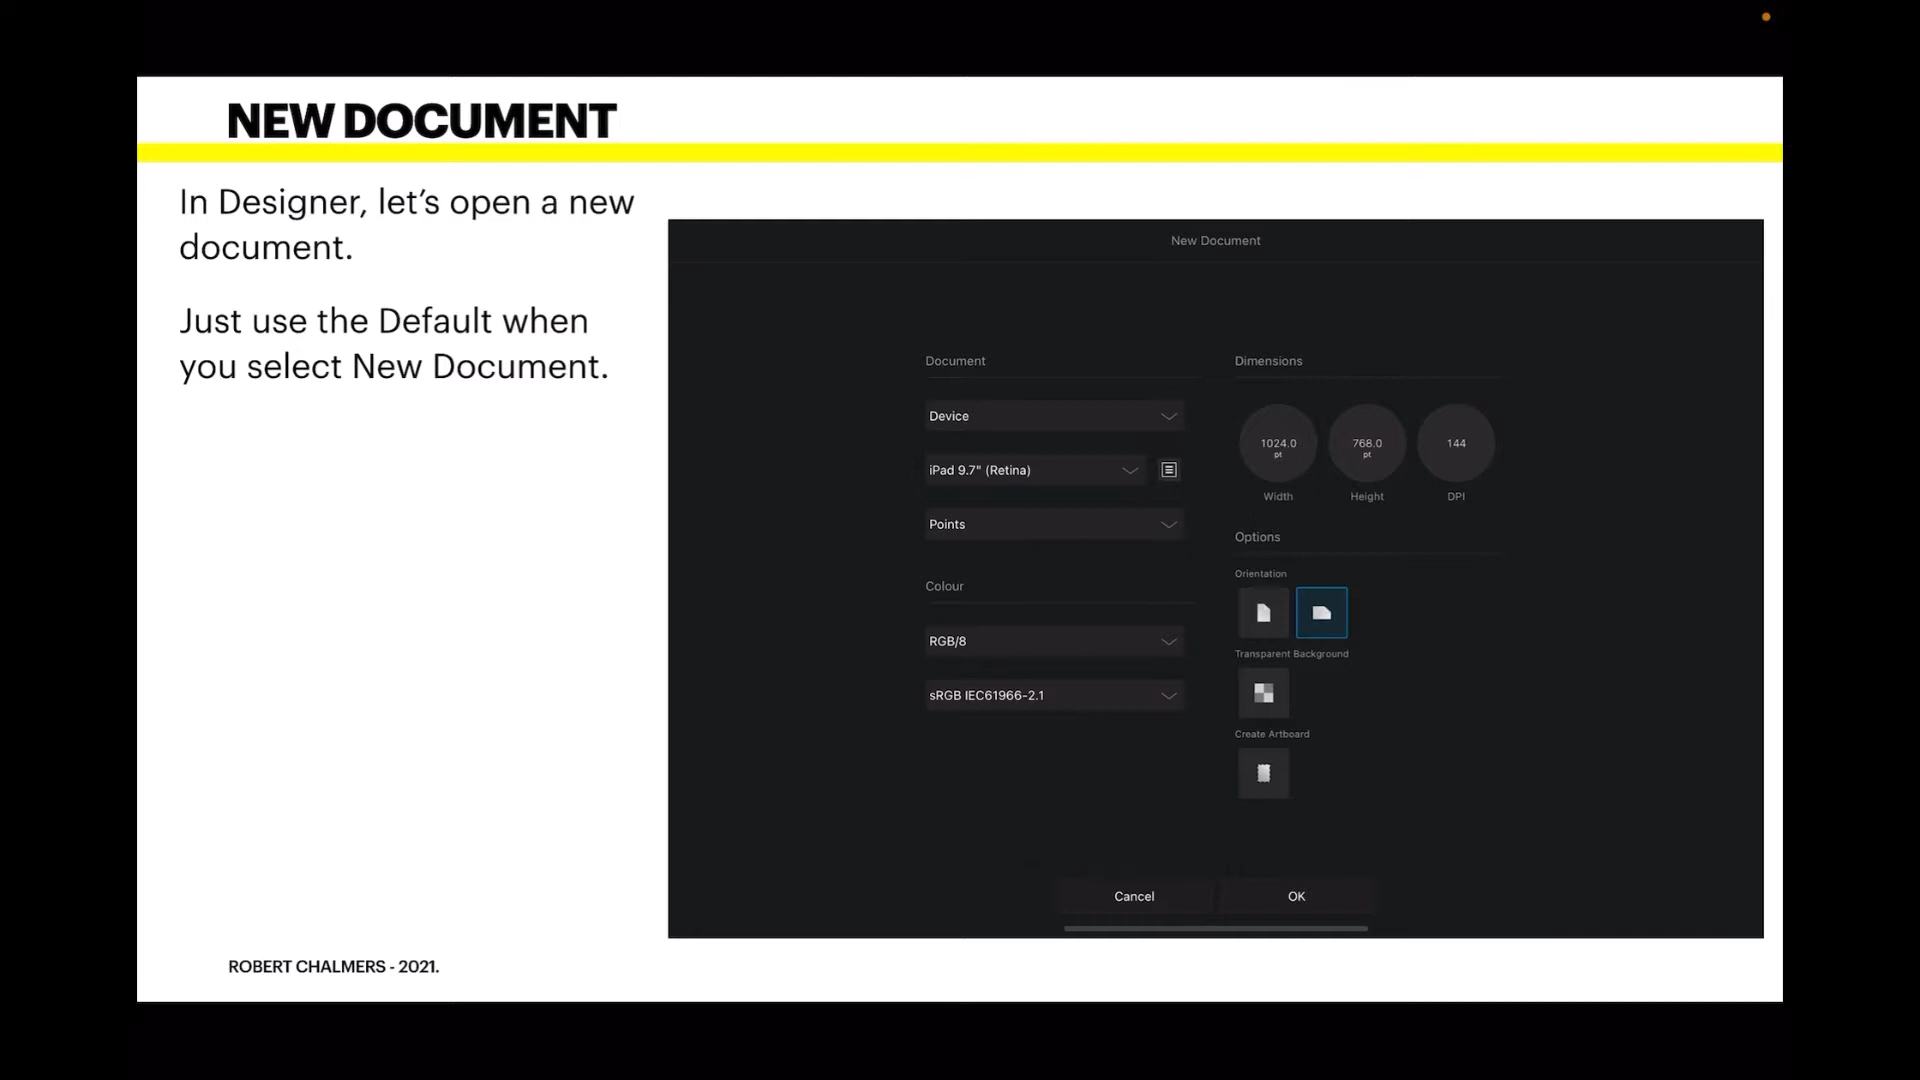 NEW DOCUMENT
In Designer, let’s open a new
document.
Just use the Default when
you select New Document.
New Document
Document
Device
iPad 9.7" (Retina)
Points
Colour
RGB/8
sRGB IEC61966-2.1
Dimensions
1024.0
pt
Width
768.0
pt
Height
144
DPI
Options
Orientation
Transparent Background
Create Artboard
Cancel
OK
ROBERT CHALMERS - 2021.